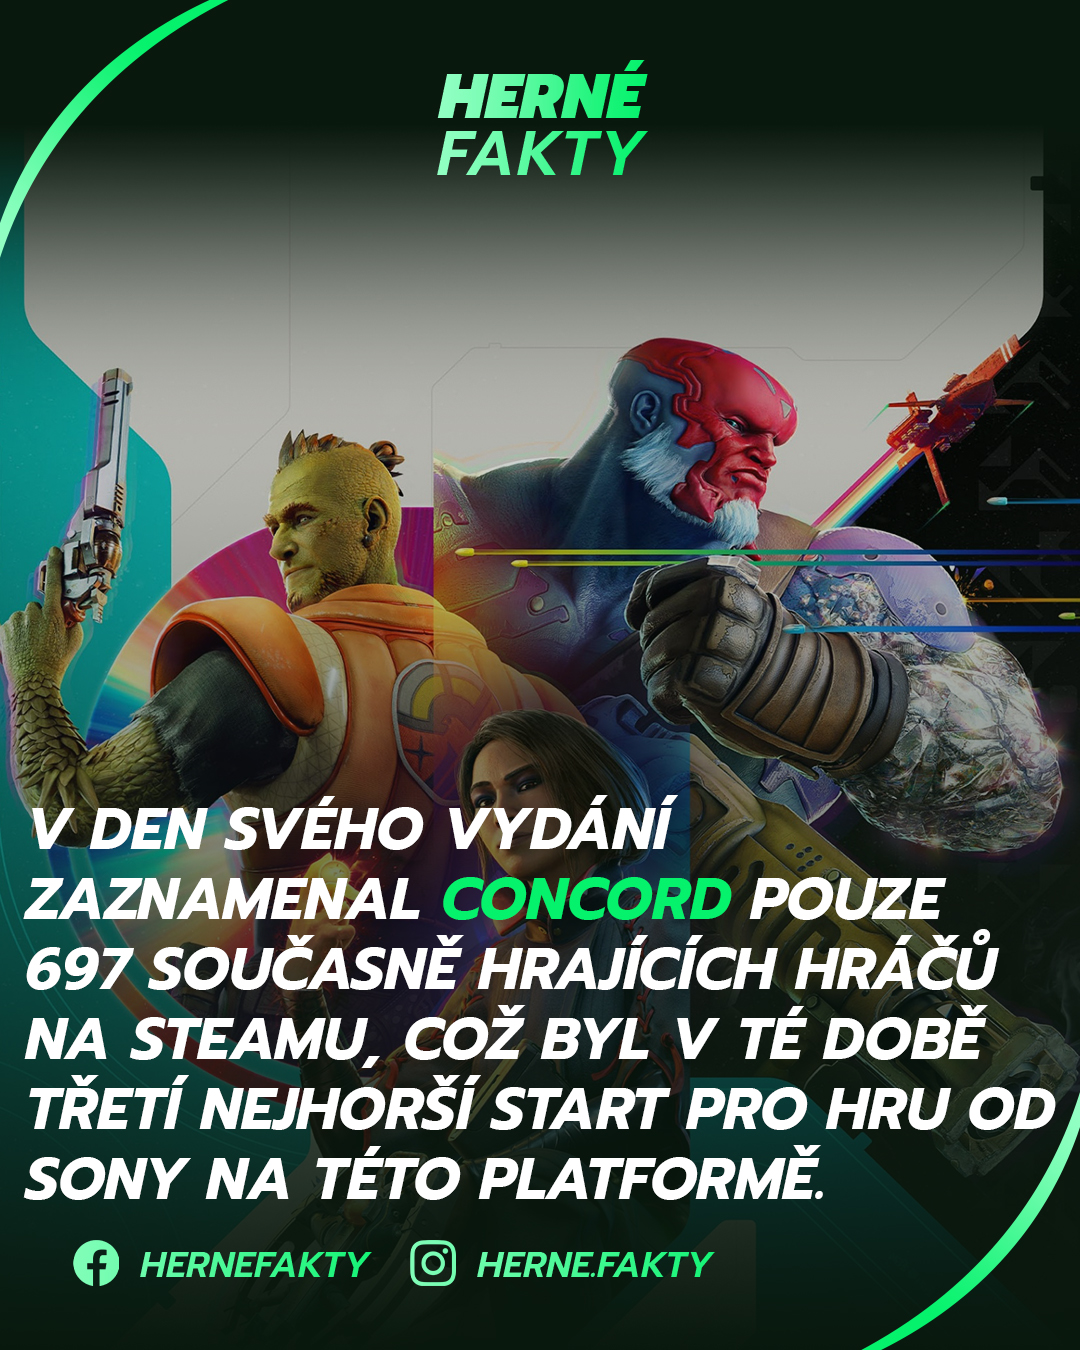 HERNÉ
FAKTY
V DEN SVÉHO VYDÁNÍ
ZAZNAMENAL CONCORD POUZE
697 SOUČASNĚ HRAJÍCÍCH HRÁČŮ
NA STEAMU, COŽ BYL V TÉ DOBĚ
TŘETÍ NEJHORŠÍ START PRO HRU OD
SONY NA TÉTO PLATFORMĚ.
HERNEFAKTY HERNE.FAKTY